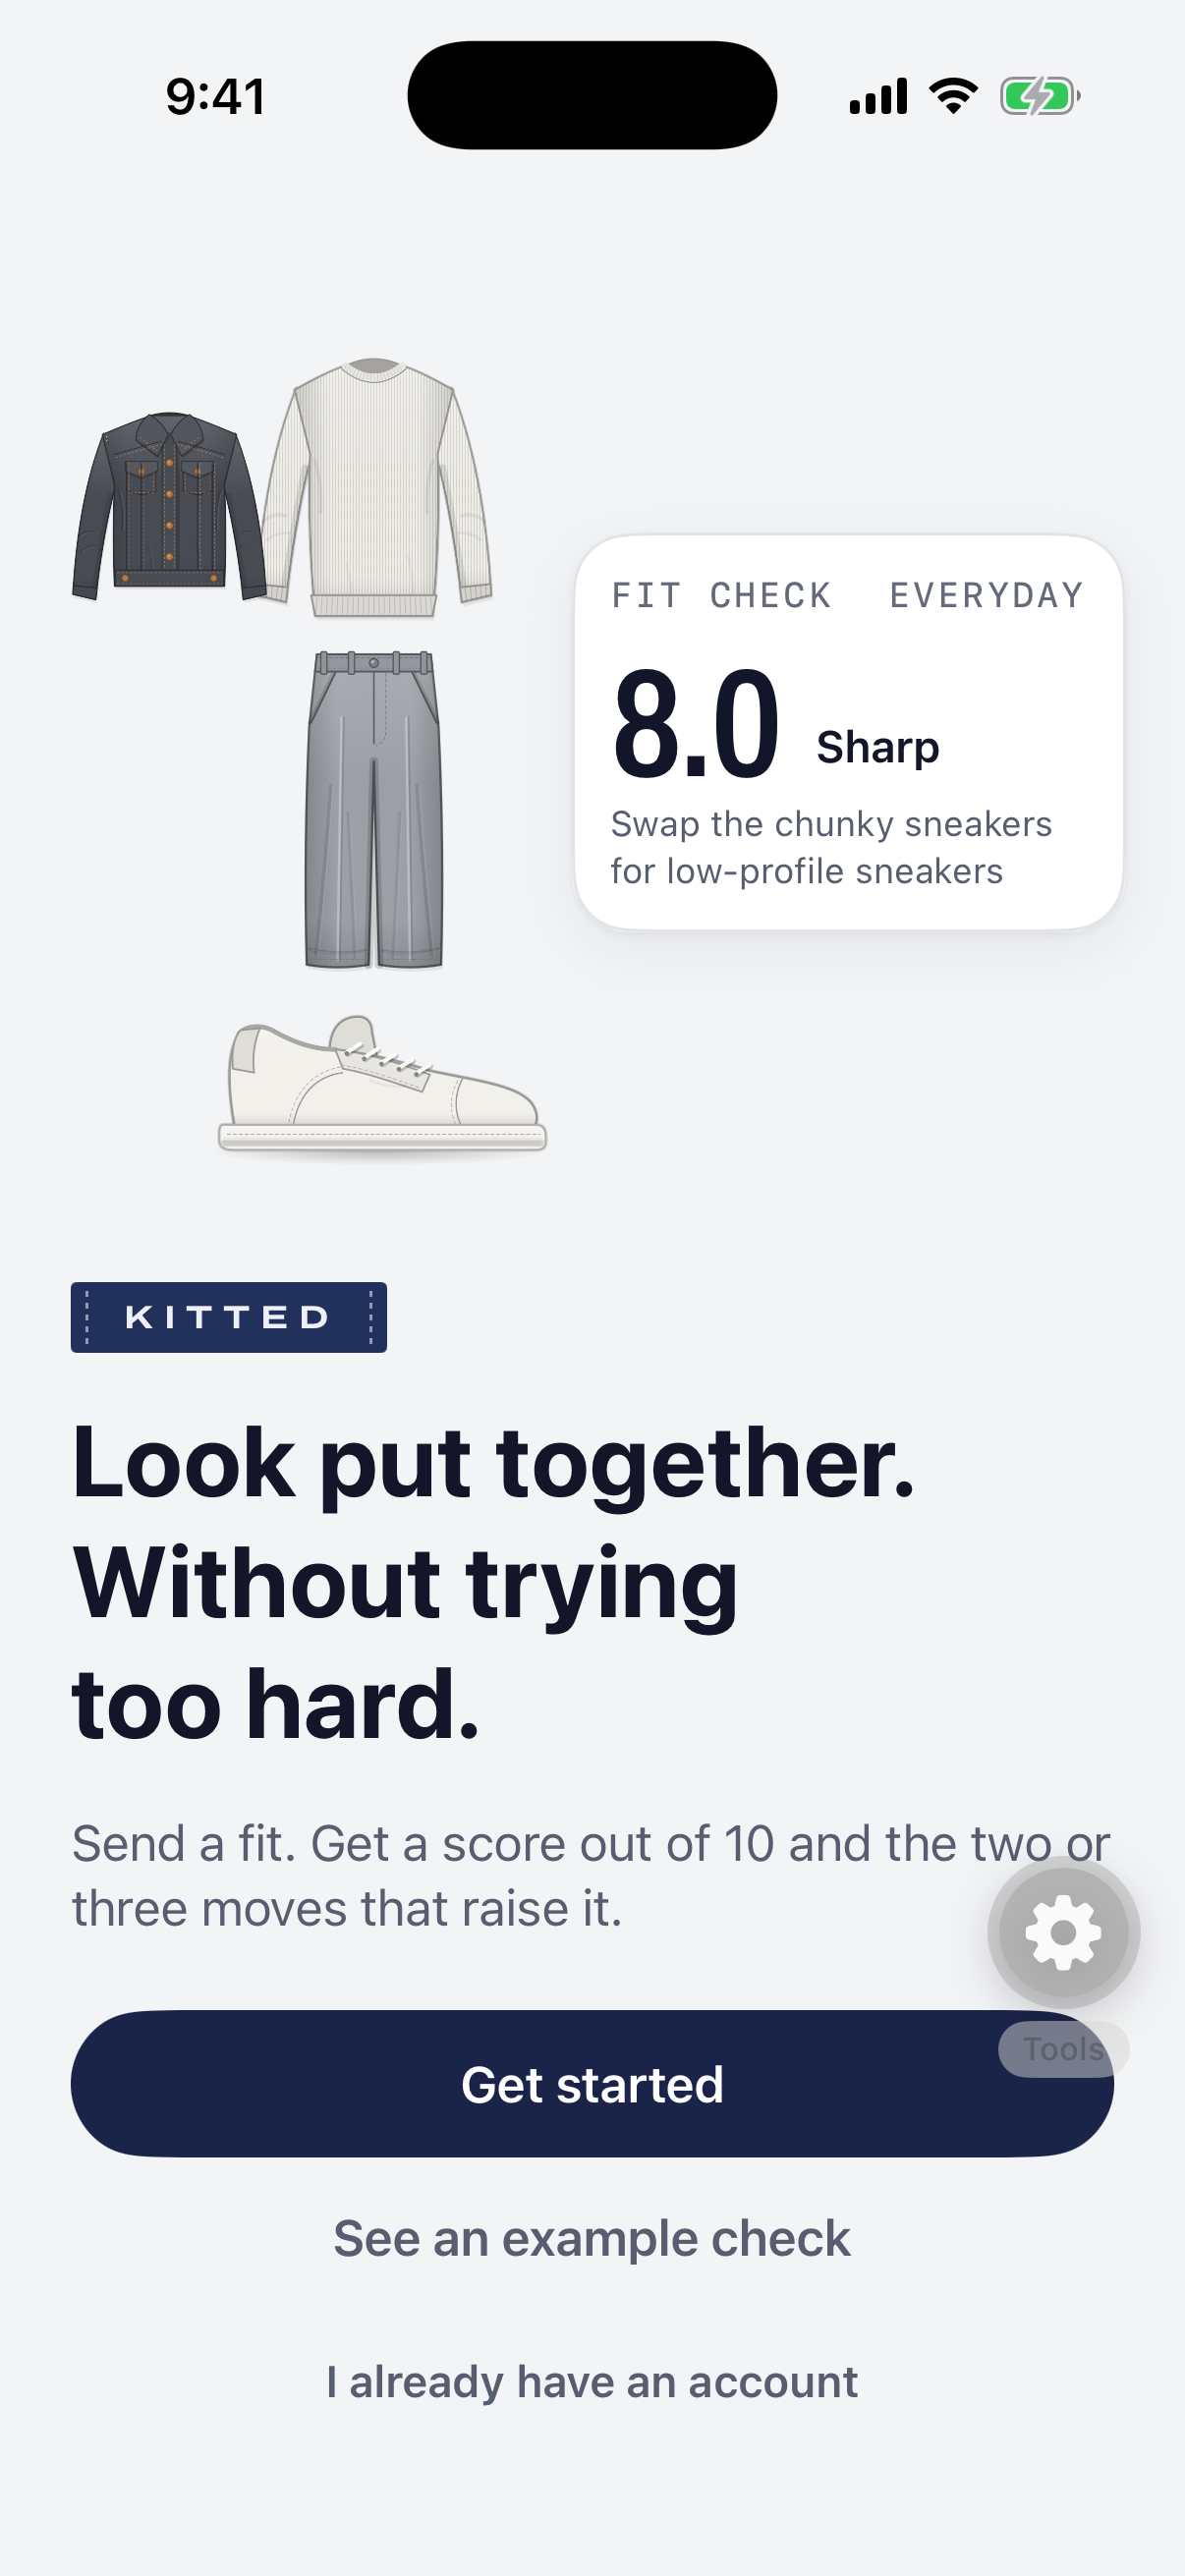 9:41
FIT CHECK EVERYDAY
8.0 Sharp
Swap the chunky sneakers
for low-profile sneakers
KITTED
Look put together.
Without trying
too hard.
Send a fit. Get a score out of 10 and the two or
three moves that raise it.
Tools
Get started
See an example check
I already have an account